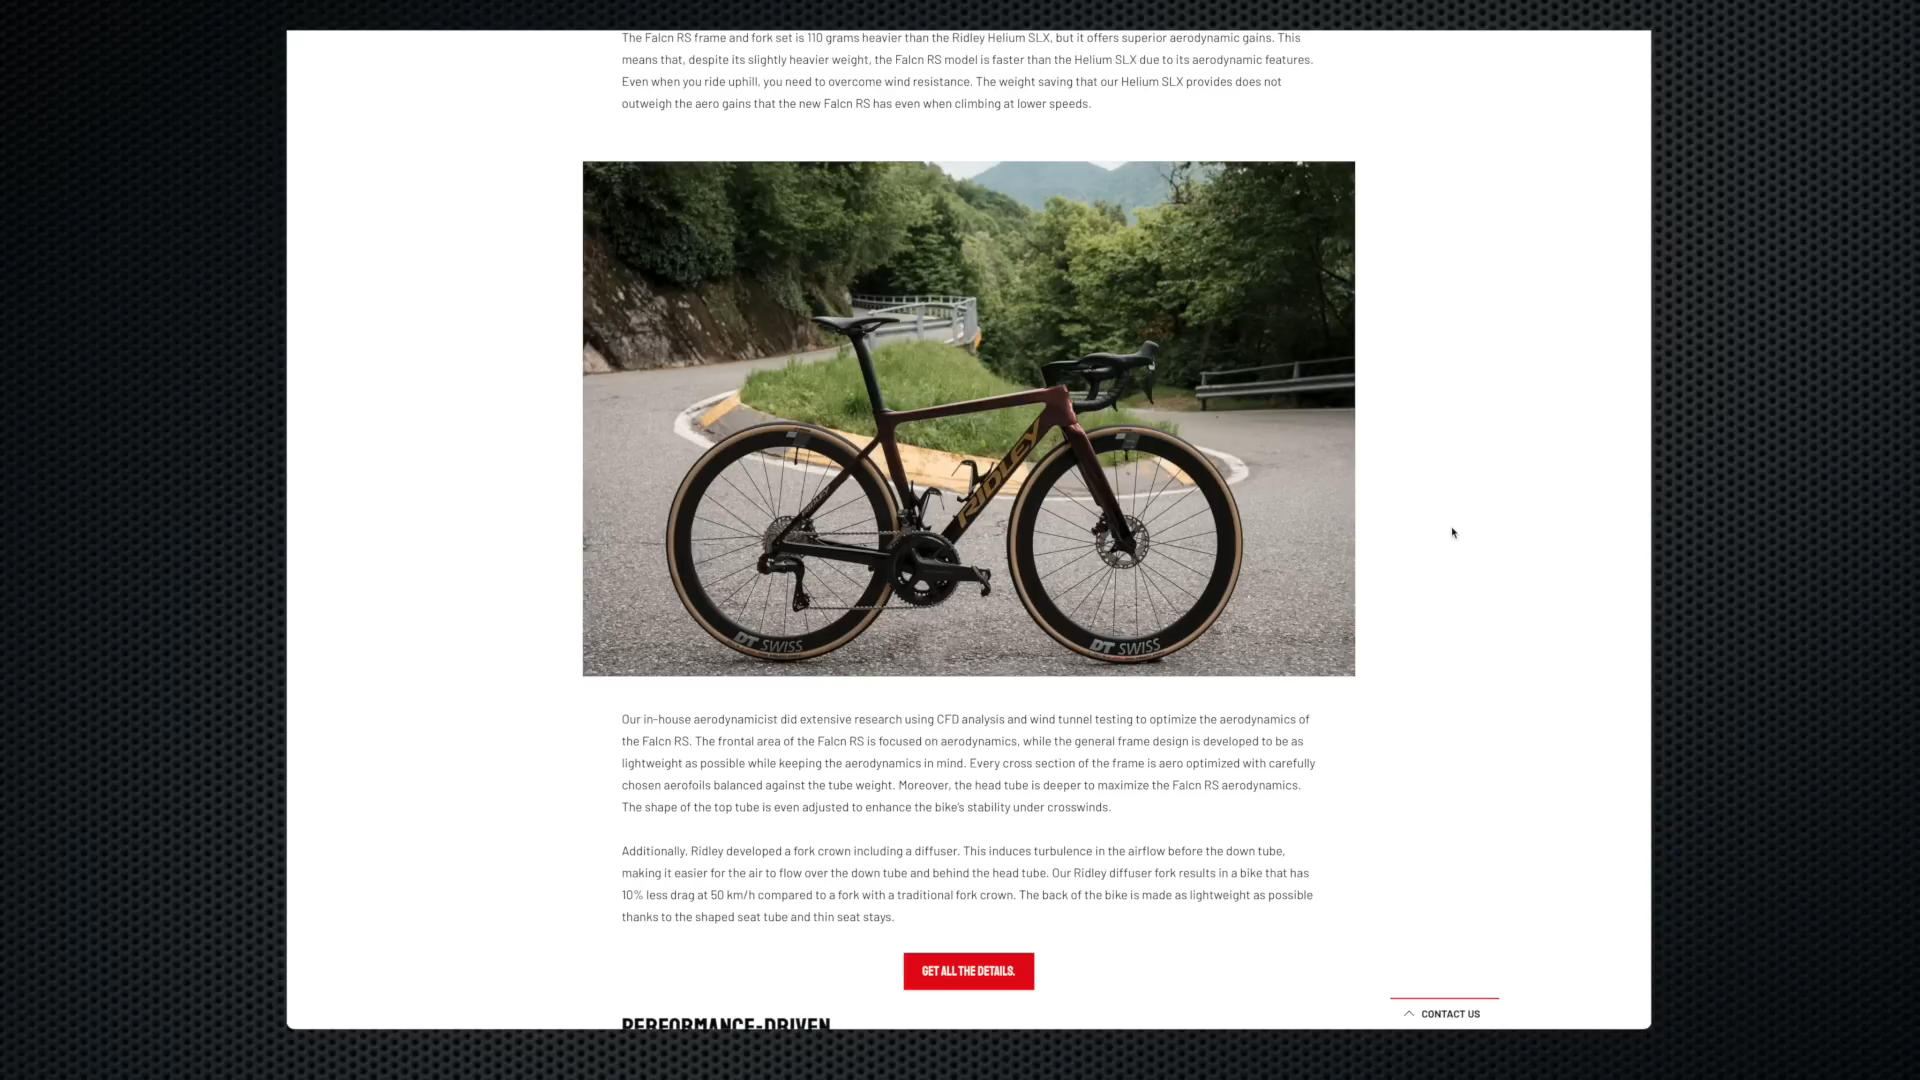 The Falcn RS frame and fork set is 110 grams heavier than the Ridley Helium SLX, but it offers superior aerodynamic gains. This
means that, despite its slightly heavier weight, the Falcn RS model is faster than the Helium SLX due to its aerodynamic features.
Even when you ride uphill, you need to overcome wind resistance. The weight saving that our Helium SLX provides does not
outweigh the aero gains that the new Falcn RS has even when climbing at lower speeds.
RIDLEY
RIDLEY
DT SWISS
DT SWISS
Our in-house aerodynamicist did extensive research using CFD analysis and wind tunnel testing to optimize the aerodynamics of
the Falcn RS. The frontal area of the Falcn RS is focused on aerodynamics, while the general frame design is developed to be as
lightweight as possible while keeping the aerodynamics in mind. Every cross section of the frame is aero optimized with carefully
chosen aerofoils balanced against the tube weight. Moreover, the head tube is deeper to maximize the Falcn RS aerodynamics.
The shape of the top tube is even adjusted to enhance the bike's stability under crosswinds.
Additionally, Ridley developed a fork crown including a diffuser. This induces turbulence in the airflow before the down tube,
making it easier for the air to flow over the down tube and behind the head tube. Our Ridley diffuser fork results in a bike that has
10% less drag at 50 km/h compared to a fork with a traditional fork crown. The back of the bike is made as lightweight as possible
thanks to the shaped seat tube and thin seat stays.
GET ALL THE DETAILS.
CONTACT US
PERFORMANCE-DRIVEN